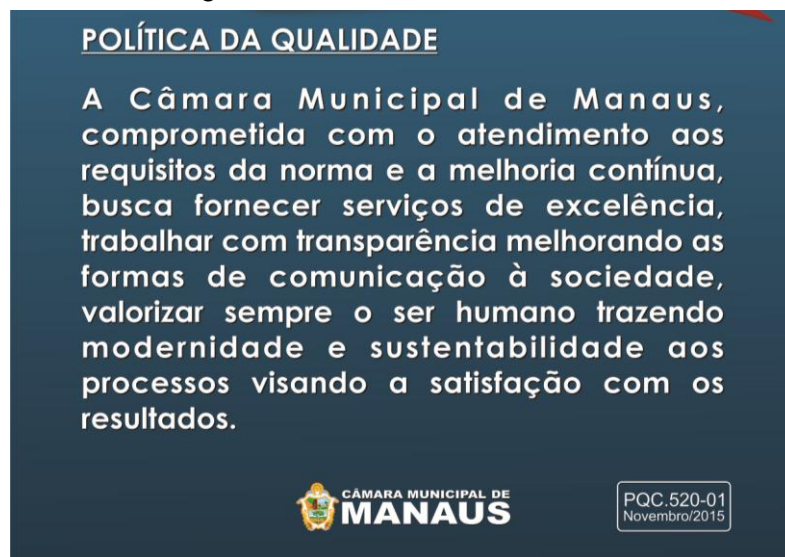 POLÍTICA DA QUALIDADE
A Câmara Municipal de Manaus,
comprometida com o atendimento aos
requisitos da norma e a melhoria contínua,
busca fornecer serviços de excelência,
trabalhar com transparência melhorando as
formas de comunicação à sociedade,
valorizar sempre o ser humano trazendo
modernidade e sustentabilidade aos
processos visando a satisfação com os
resultados.
CÂMARA MUNICIPAL DE
MANAUS
PQC.520-01
Novembro/2015